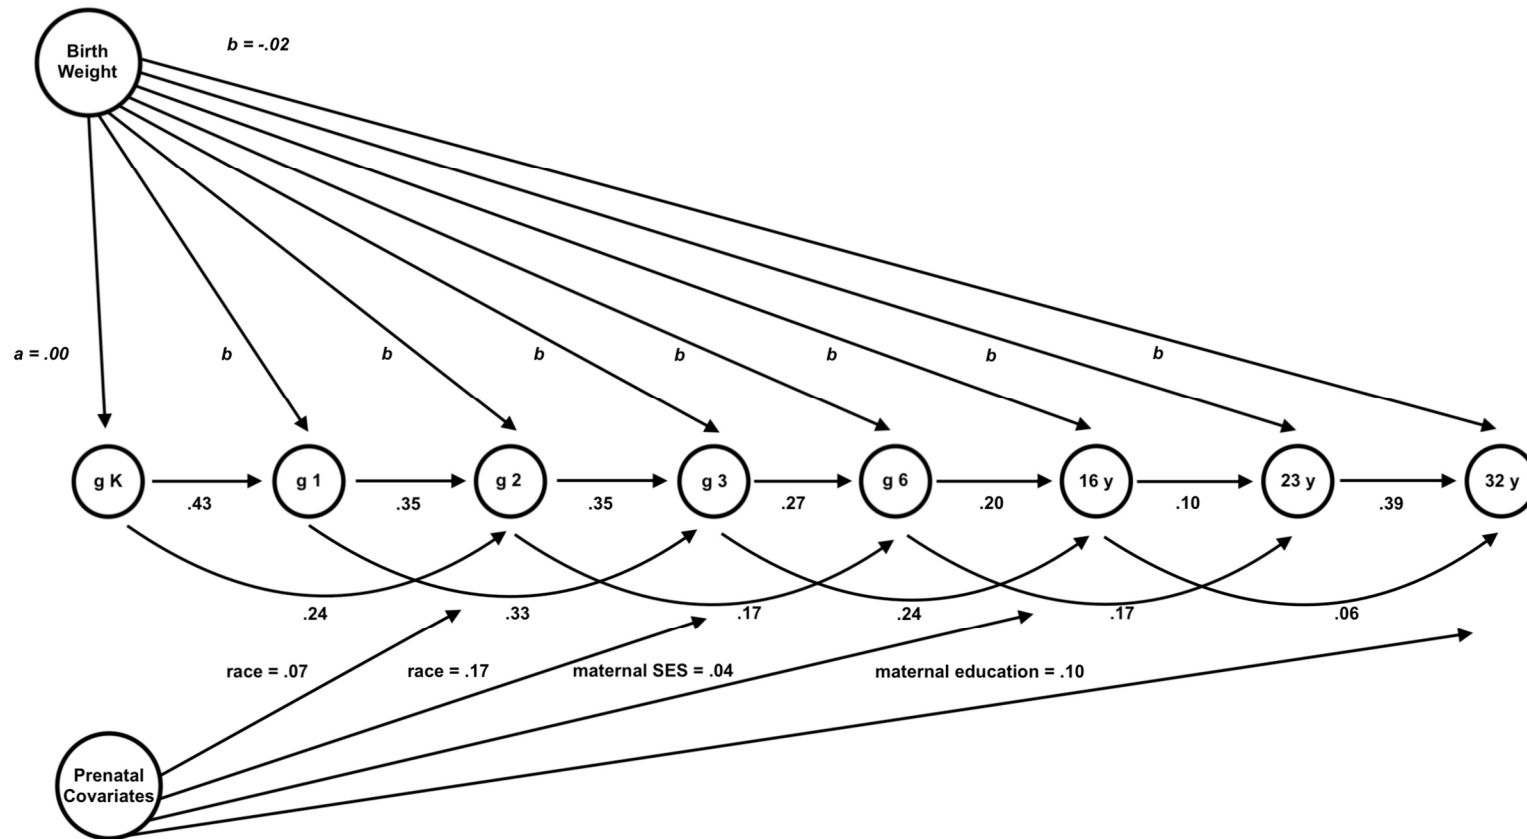 Birth
Weight
b = -.02
a = .00
b
b
b
b
b
b
b
g K
g 1
g 2
g 3
g 6
16 y
23 y
32 y
.43
.35
.35
.27
.20
.10
.39
.24
.33
.17
.24
.17
.06
race = .07
race = .17
maternal SES = .04
maternal education = .10
Prenatal
Covariates